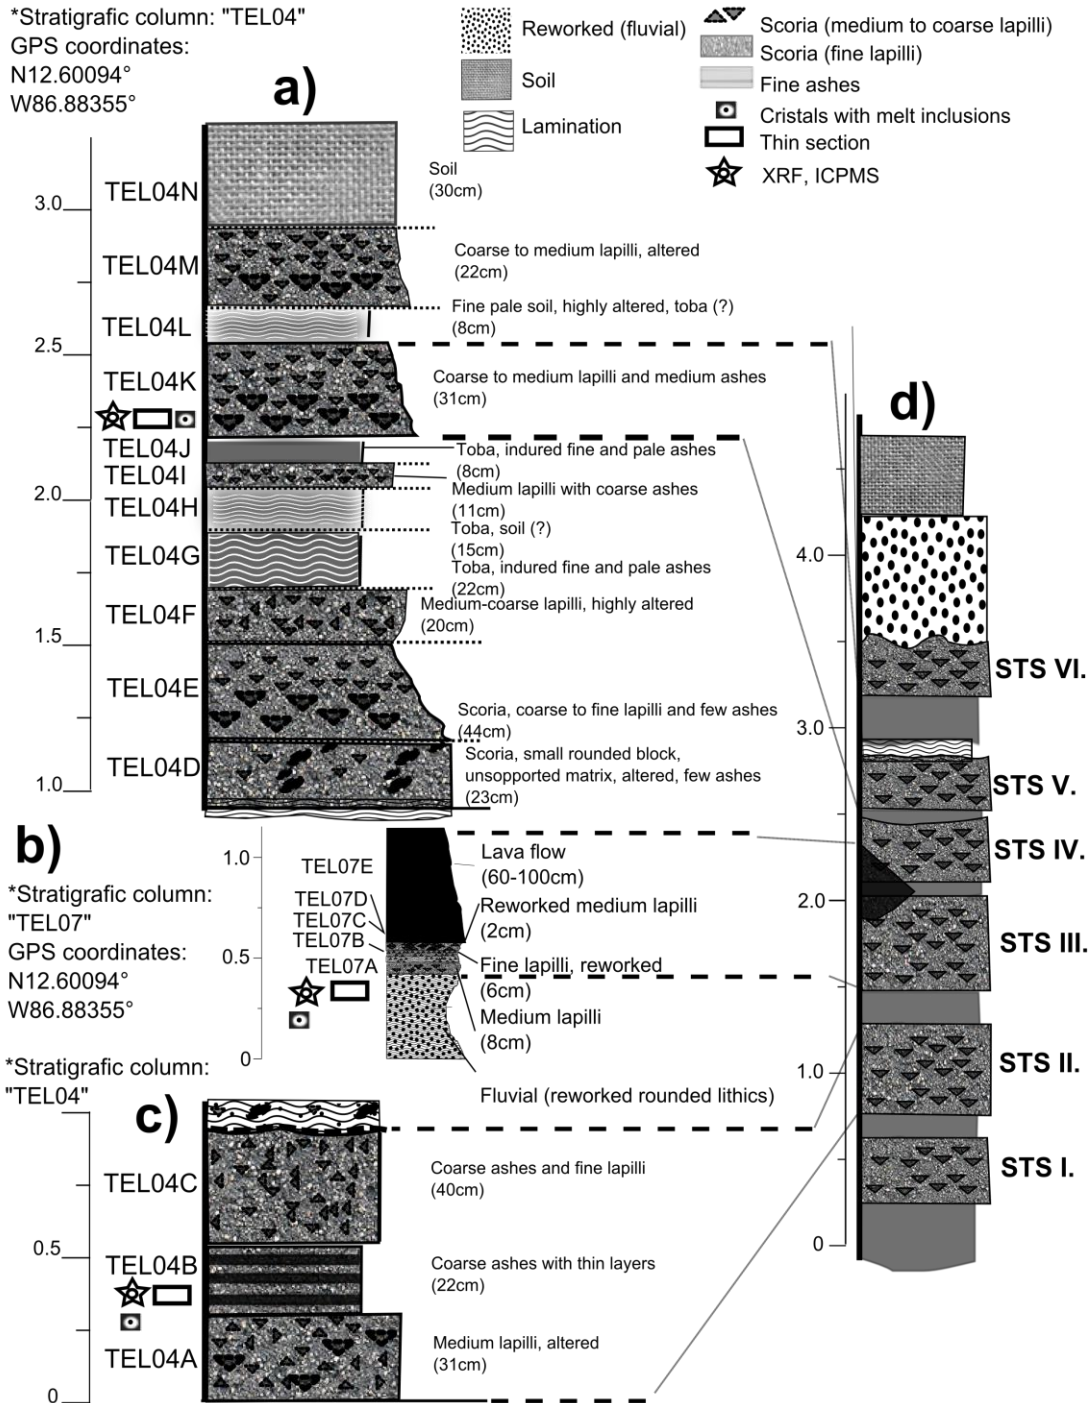 *Stratigrafic column: "TEL04"
GPS coordinates:
N12.60094°
W86.88355°
a)
Reworked (fluvial)
Soil
Lamination
Scoria (medium to coarse lapilli)
Scoria (fine lapilli)
Fine ashes
Cristals with melt inclusions
Thin section
XRF, ICPMS
3.0
2.5
2.0
1.5
1.0
TEL04N
Soil
(30cm)
TEL04M
Coarse to medium lapilli, altered
(22cm)
TEL04L
Fine pale soil, highly altered, toba (?)
(8cm)
TEL04K
Coarse to medium lapilli and medium ashes
(31cm)
TEL04J
Toba, indured fine and pale ashes
(8cm)
TEL04I
Medium lapilli with coarse ashes
(11cm)
TEL04H
Toba, soil (?)
(15cm)
TEL04G
Toba, indured fine and pale ashes
(22cm)
TEL04F
Medium-coarse lapilli, highly altered
(20cm)
TEL04E
Scoria, coarse to fine lapilli and few ashes
(44cm)
TEL04D
Scoria, small rounded block,
unsopported matrix, altered, few ashes
(23cm)
b)
*Stratigrafic column:
"TEL07"
GPS coordinates:
N12.60094°
W86.88355°
1.0
0.5
0
TEL07E
TEL07D
TEL07C
TEL07B
TEL07A
Lava flow
(60-100cm)
Reworked medium lapilli
(2cm)
Fine lapilli, reworked
(6cm)
Medium lapilli
(8cm)
Fluvial (reworked rounded lithics)
*Stratigrafic column:
"TEL04"
c)
0.5
0
TEL04C
Coarse ashes and fine lapilli
(40cm)
TEL04B
Coarse ashes with thin layers
(22cm)
TEL04A
Medium lapilli, altered
(31cm)
d)
4.0
3.0
2.0
1.0
0
STS VI.
STS V.
STS IV.
STS III.
STS II.
STS I.